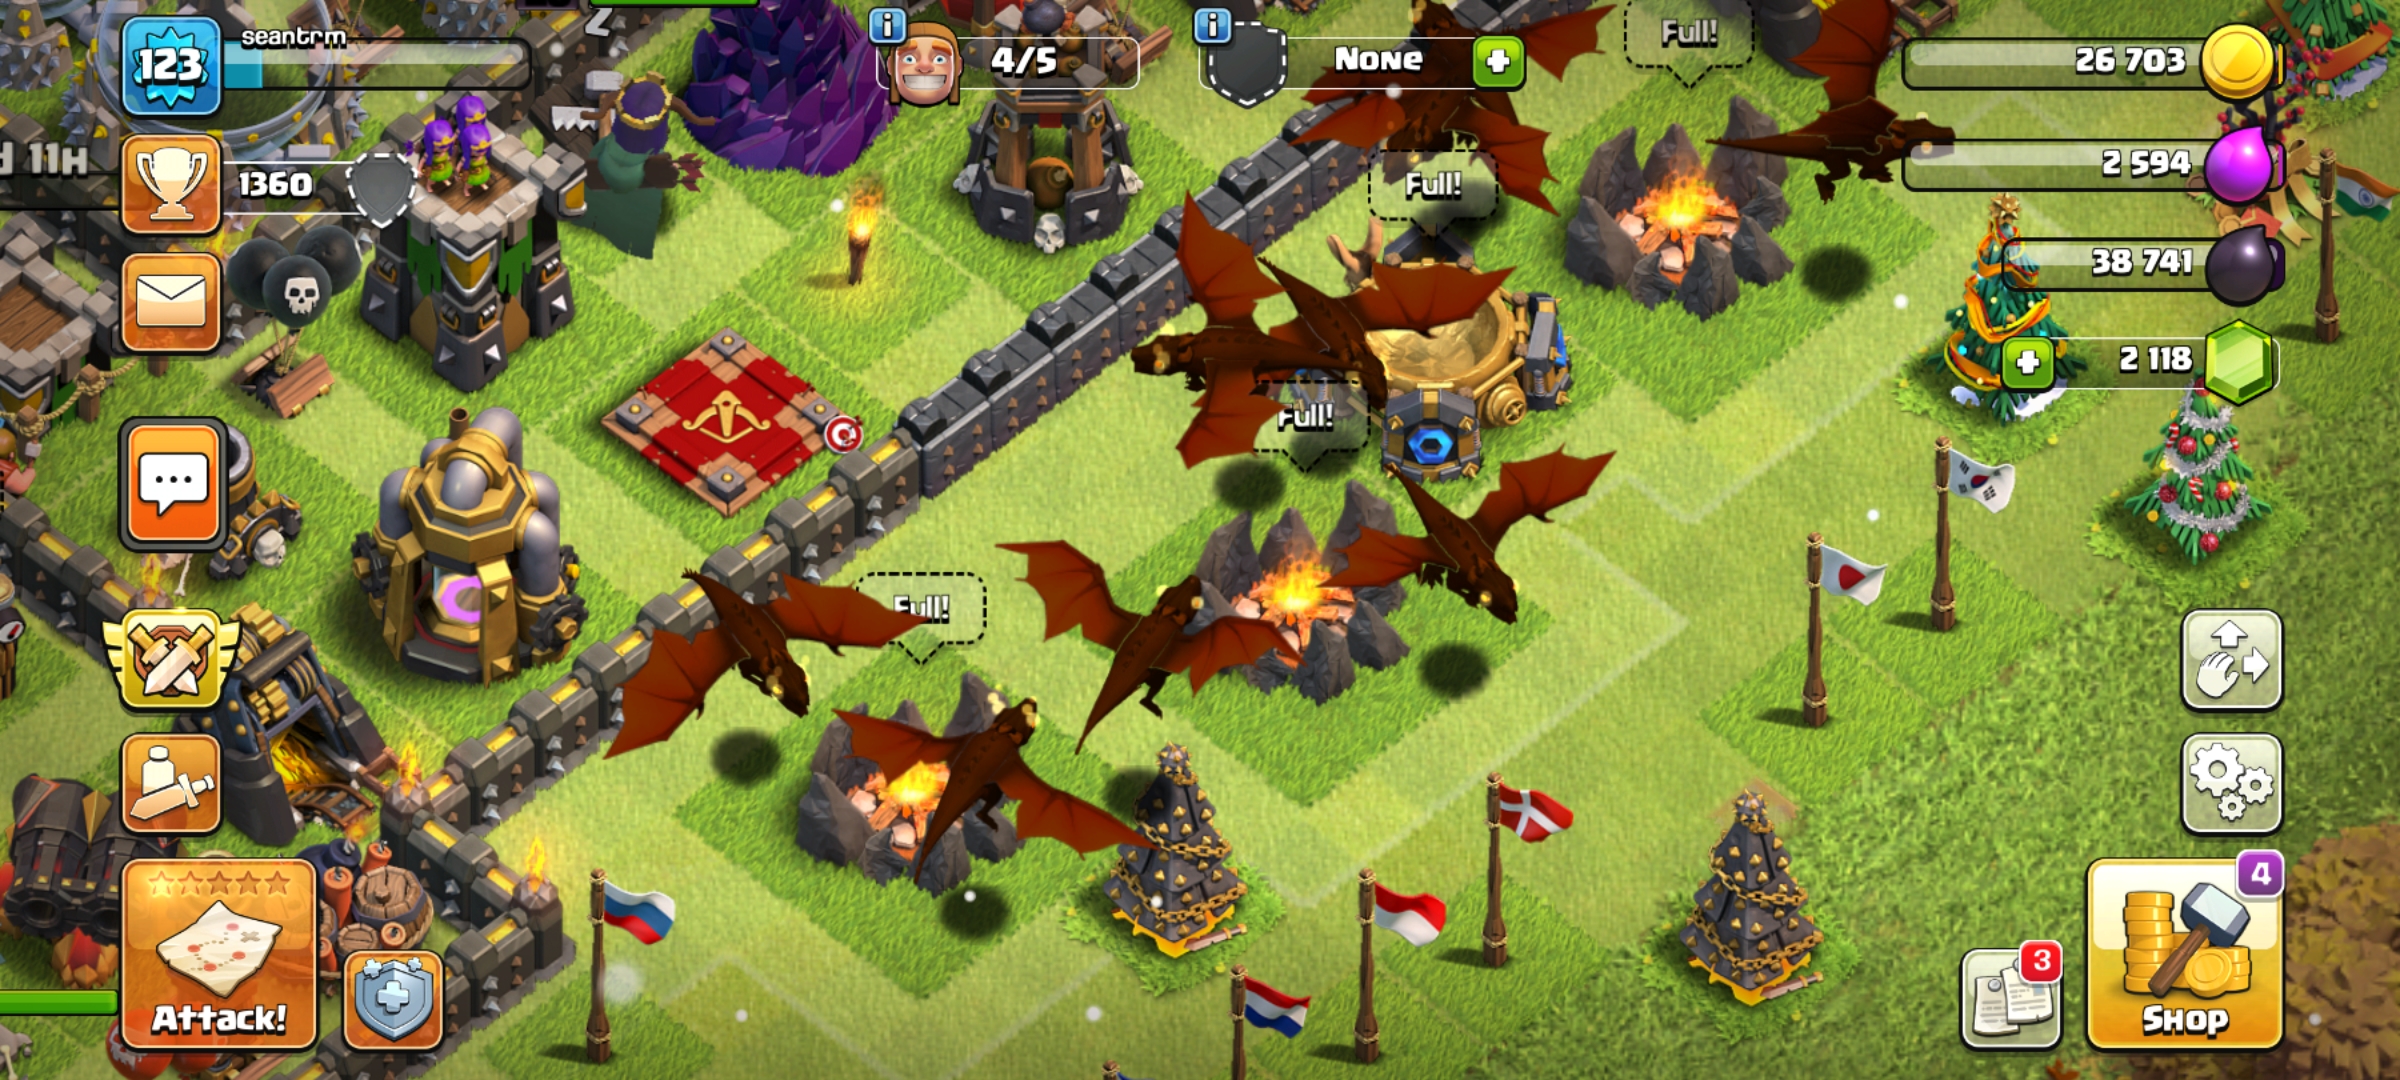 seantrm
123
4/5
None
Full!
26 703
d 11H
1360
Full!
2 594
38 741
2 118
Full!
Full!
4
3
Attack!
Shop